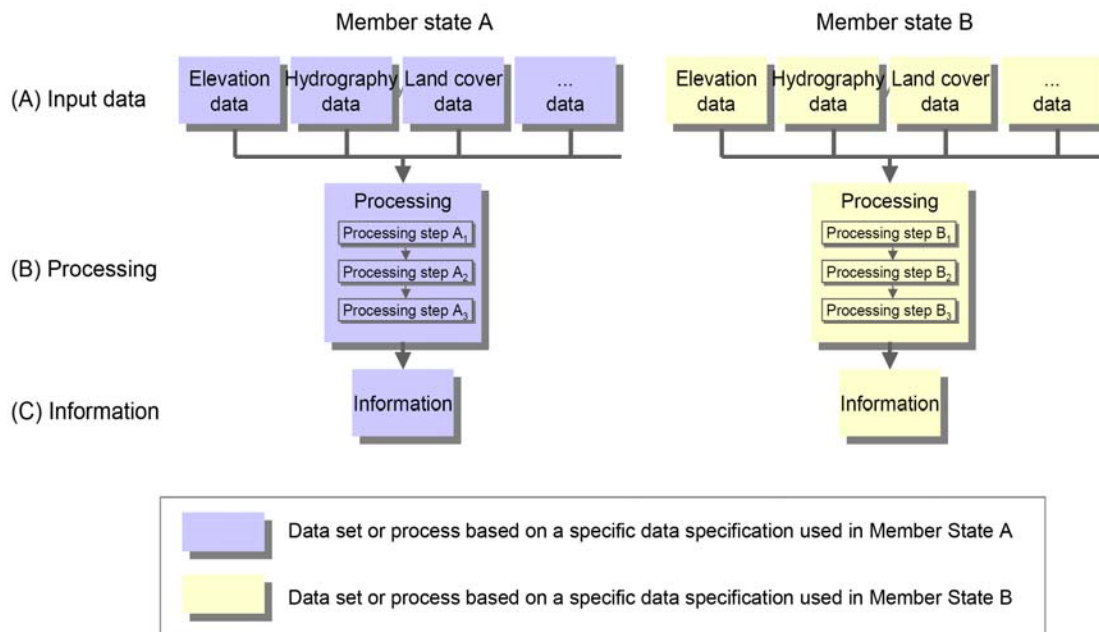 Member state A
Member state B
(A) Input data
Elevation
data
Hydrography
data
Land cover
data
...
data
Elevation
data
Hydrography
data
Land cover
data
...
data
(B) Processing
Processing
Processing step A₁
Processing step A₂
Processing step A₃
Processing
Processing step B₁
Processing step B₂
Processing step B₃
(C) Information
Information
Information
Data set or process based on a specific data specification used in Member State A
Data set or process based on a specific data specification used in Member State B